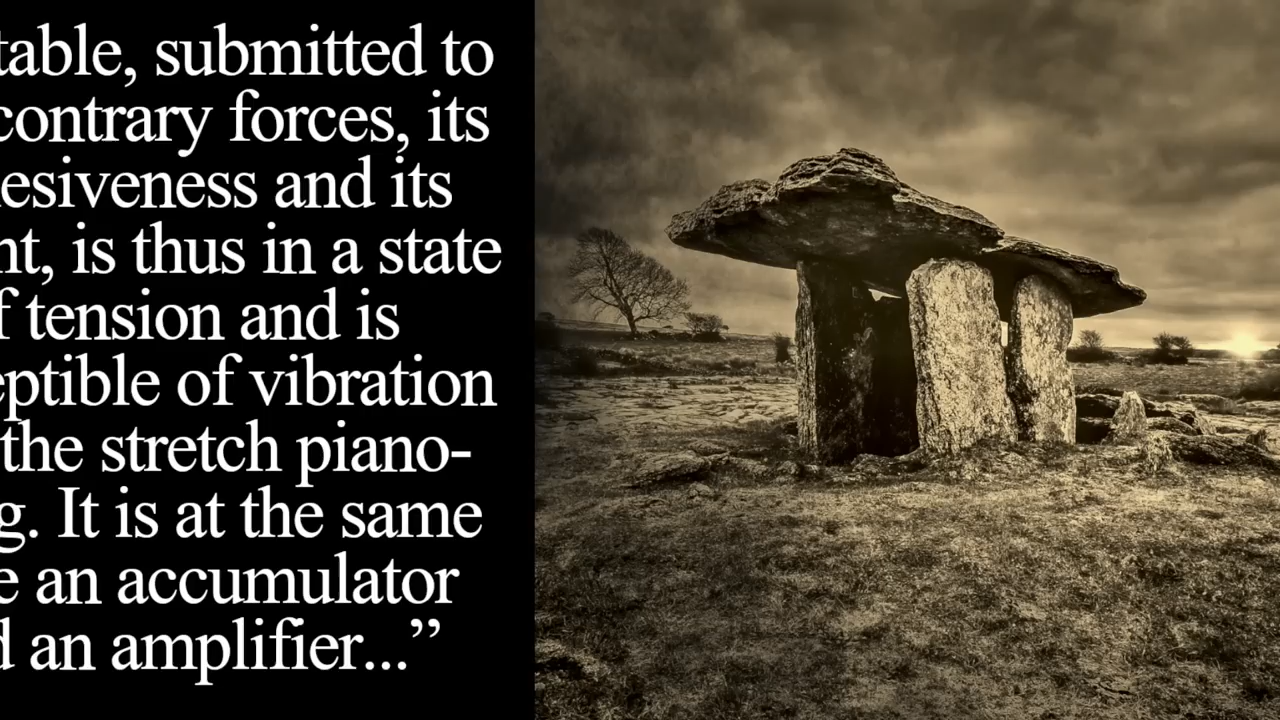 table, submitted to
contrary forces, its
esiveness and its
nt, is thus in a state
f tension and is
eptible of vibration
the stretch piano-
g. It is at the same
e an accumulator
d an amplifier...”